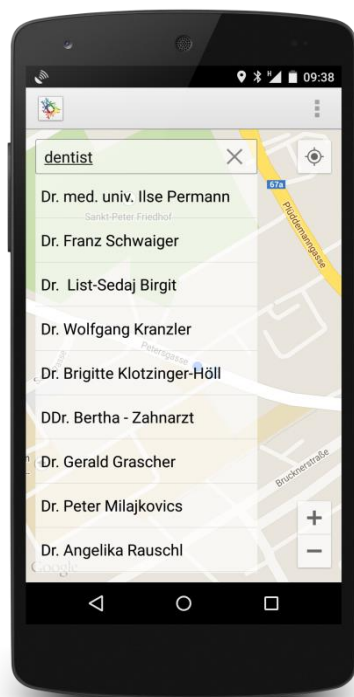 09:38
dentist
67a
Plüddemanngasse
Dr. med. univ. Ilse Permann
Sankt-Peter Friedhof
Dr. Franz Schwaiger
Dr. List-Sedaj Birgit
Dr. Wolfgang Kranzler
Petersgasse
Dr. Brigitte Klotzinger-Höll
DDr. Bertha - Zahnarzt
Dr. Gerald Grascher
Brucknerstraße
Dr. Peter Milajkovics
+
Dr. Angelika Rauschl
−
Google